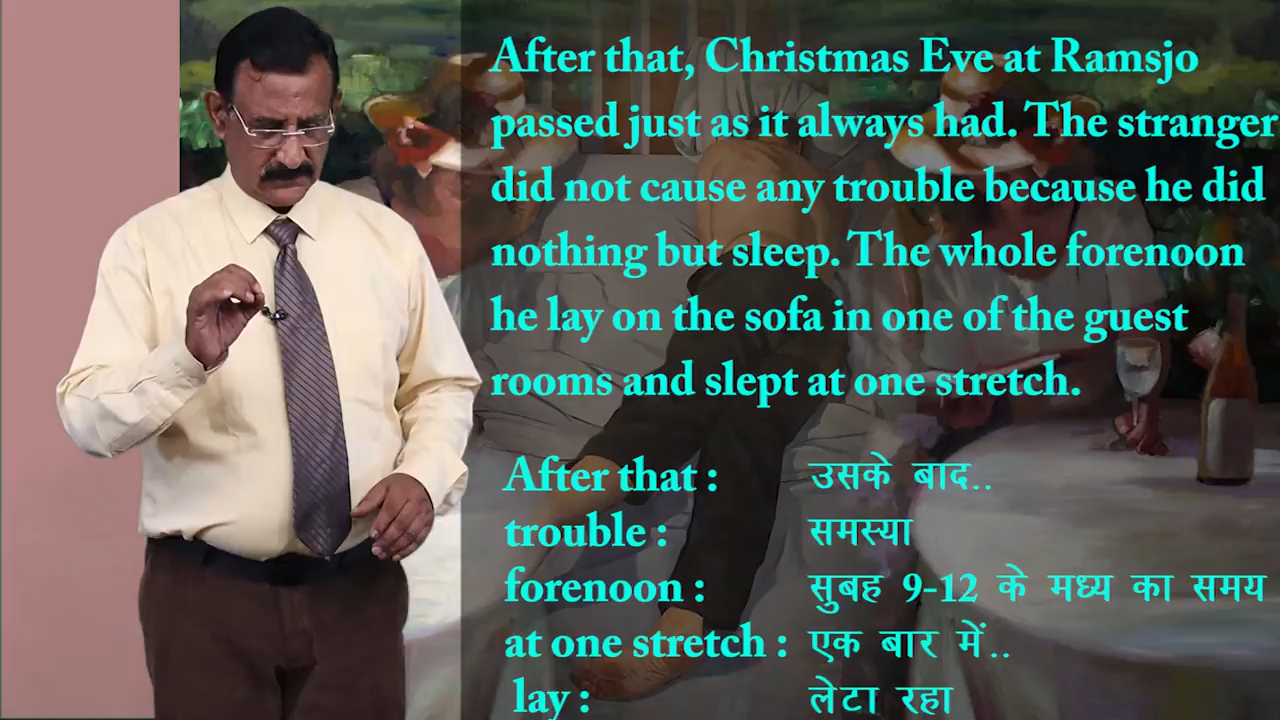 After that, Christmas Eve at Ramsjo
passed just as it always had. The stranger
did not cause any trouble because he did
nothing but sleep. The whole forenoon
he lay on the sofa in one of the guest
rooms and slept at one stretch.
After that : उसके बाद..
trouble : समस्या
forenoon : सुबह 9-12 के मध्य का समय
at one stretch : एक बार में..
lay : लेटा रहा